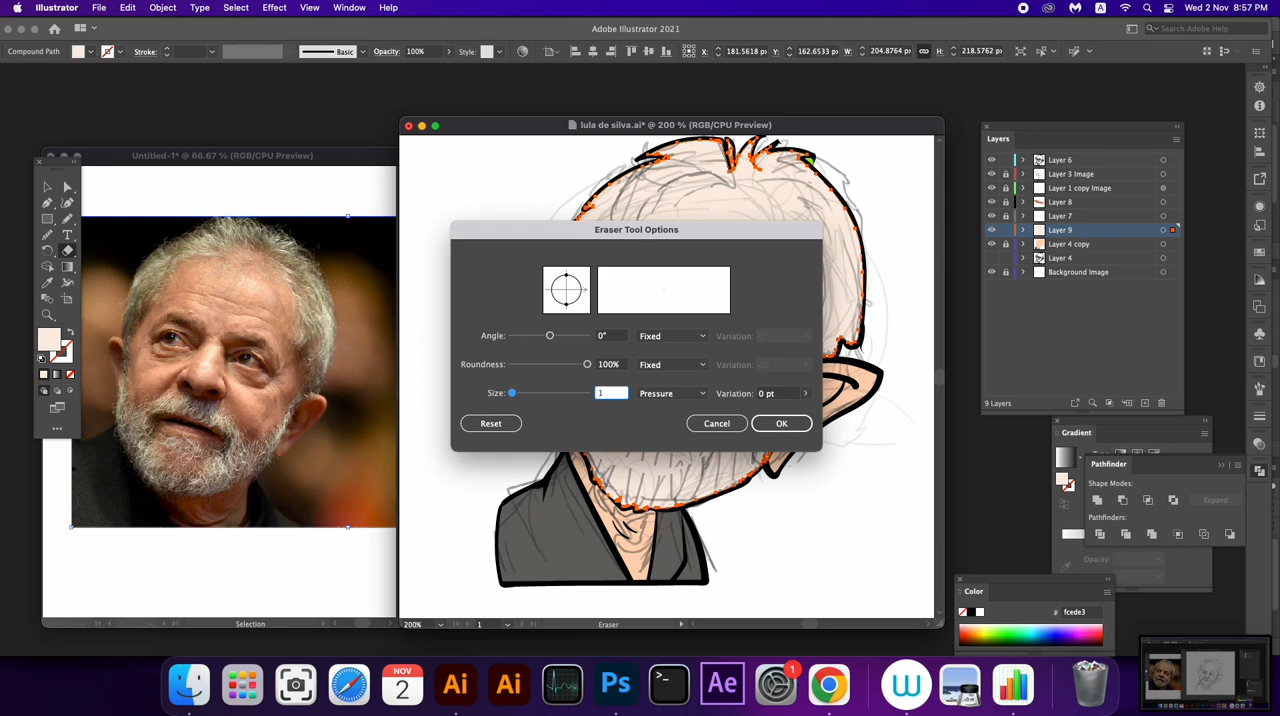 Illustrator File Edit Object Type Select Effect View Window Help A Wed 2 Nov 8:57 PM
Adobe Illustrator 2021
Search Adobe Help
Compound Path Stroke: Basic Opacity: 100% Style: X: 181.5618 px Y: 162.6533 px W: 204.8764 px H: 218.5762 px
lula de silva.ai* @ 200 % (RGB/CPU Preview)
Untitled-1* @ 66.67 % (RGB/CPU Preview)
Layers
Layer 6
Layer 3 Image
Layer 1 copy Image
Layer 8
Layer 7
Layer 9
Layer 4 copy
Layer 4
Background Image
9 Layers
Eraser Tool Options
Angle: 0° Fixed Variation: 0°
Roundness: 100% Fixed Variation:
Size: 1 Pressure Variation: 0 pt
Reset Cancel OK
Gradient
Pathfinder
Shape Modes:
Expand
Pathfinders:
Opacity:
Color
# fcede3
Selection
200% 1 Eraser
NOV
2
Ai
Ai
Ps
>_
Ae
1
W